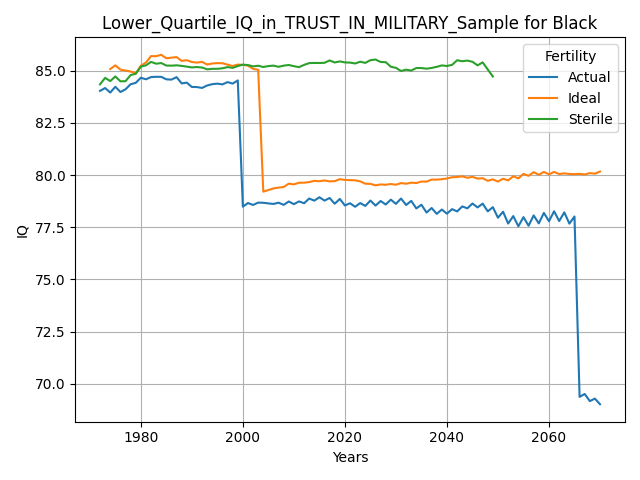 Lower_Quartile_IQ_in_TRUST_IN_MILITARY_Sample for Black
Fertility
Actual
Ideal
Sterile
85.0
82.5
80.0
77.5
75.0
72.5
70.0
IQ
1980
2000
2020
2040
2060
Years